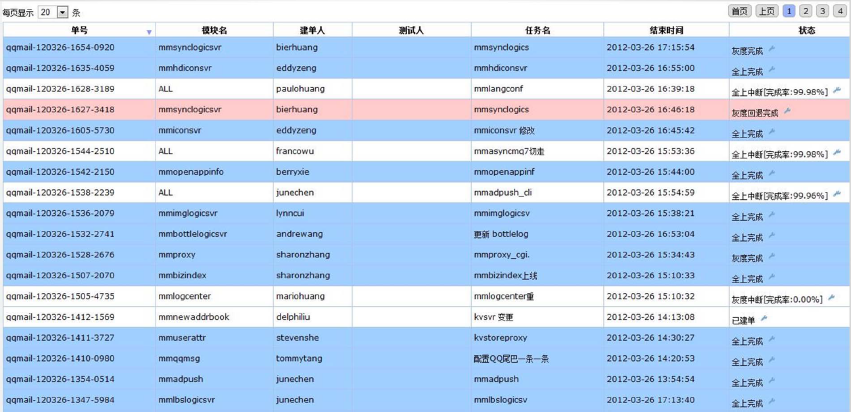 每页显示 20 条 首页 上页 1 2 3 4
单号 模块名 建单人 测试人 任务名 结束时间 状态
qqmail-120326-1654-0920 mmsynclogicsvr bierhuang mmsynclogics 2012-03-26 17:15:54 灰度完成
qqmail-120326-1635-4059 mmhdiconsvr eddyzeng mmhdiconsvr 2012-03-26 16:55:00 全上完成
qqmail-120326-1628-3189 ALL paulohuang mmlangconf 2012-03-26 16:39:18 全上中断[完成率:99.98%]
qqmail-120326-1627-3418 mmsynclogicsvr bierhuang mmsynclogics 2012-03-26 16:46:18 灰度回退完成
qqmail-120326-1605-5730 mmiconsvr eddyzeng mmiconsvr 修改 2012-03-26 16:45:42 全上完成
qqmail-120326-1544-2510 ALL francowu mmasyncmq7切走 2012-03-26 15:53:36 全上中断[完成率:99.98%]
qqmail-120326-1542-2150 mmopenappinfo berryxie mmopenappinf 2012-03-26 15:44:00 全上完成
qqmail-120326-1538-2239 ALL junechen mmadpush_cli 2012-03-26 15:54:59 全上中断[完成率:99.96%]
qqmail-120326-1536-2079 mmimglogicsvr lynncui mmimglogicsv 2012-03-26 15:38:21 全上完成
qqmail-120326-1532-2741 mmbottlelogicsvr andrewang 更新 bottlelog 2012-03-26 16:53:04 全上完成
qqmail-120326-1528-2676 mmproxy sharonzhang mmproxy_cgi. 2012-03-26 15:34:43 灰度完成
qqmail-120326-1507-2070 mmbizindex sharonzhang mmbizindex上线 2012-03-26 15:10:33 全上完成
qqmail-120326-1505-4735 mmlogcenter mariohuang mmlogcenter重 2012-03-26 15:10:32 灰度中断[完成率:0.00%]
qqmail-120326-1412-1569 mmnewaddrbook delphiliu kvsvr 变更 2012-03-26 14:13:08 已建单
qqmail-120326-1411-3727 mmuserattr stevenshe kvstoreproxy 2012-03-26 14:30:27 全上完成
qqmail-120326-1410-0980 mmqqmsg tommytang 配置QQ尾巴一条一条 2012-03-26 14:20:53 全上完成
qqmail-120326-1354-0514 mmadpush junechen mmadpush 2012-03-26 13:54:54 全上完成
qqmail-120326-1347-5984 mmlbslogicsvr junechen mmlbslogicsv 2012-03-26 17:13:40 全上完成